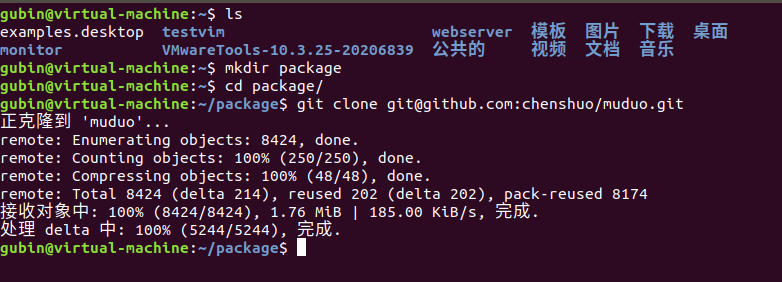 gubin@virtual-machine:~$ ls
examples.desktop testvim webserver 模板 图片 下载 桌面
monitor VMwareTools-10.3.25-20206839 公共的 视频 文档 音乐
gubin@virtual-machine:~$ mkdir package
gubin@virtual-machine:~$ cd package/
gubin@virtual-machine:~/package$ git clone git@github.com:chenshuo/muduo.git
正克隆到 'muduo'...
remote: Enumerating objects: 8424, done.
remote: Counting objects: 100% (250/250), done.
remote: Compressing objects: 100% (48/48), done.
remote: Total 8424 (delta 214), reused 202 (delta 202), pack-reused 8174
接收对象中: 100% (8424/8424), 1.76 MiB | 185.00 KiB/s, 完成.
处理 delta 中: 100% (5244/5244), 完成.
gubin@virtual-machine:~/package$